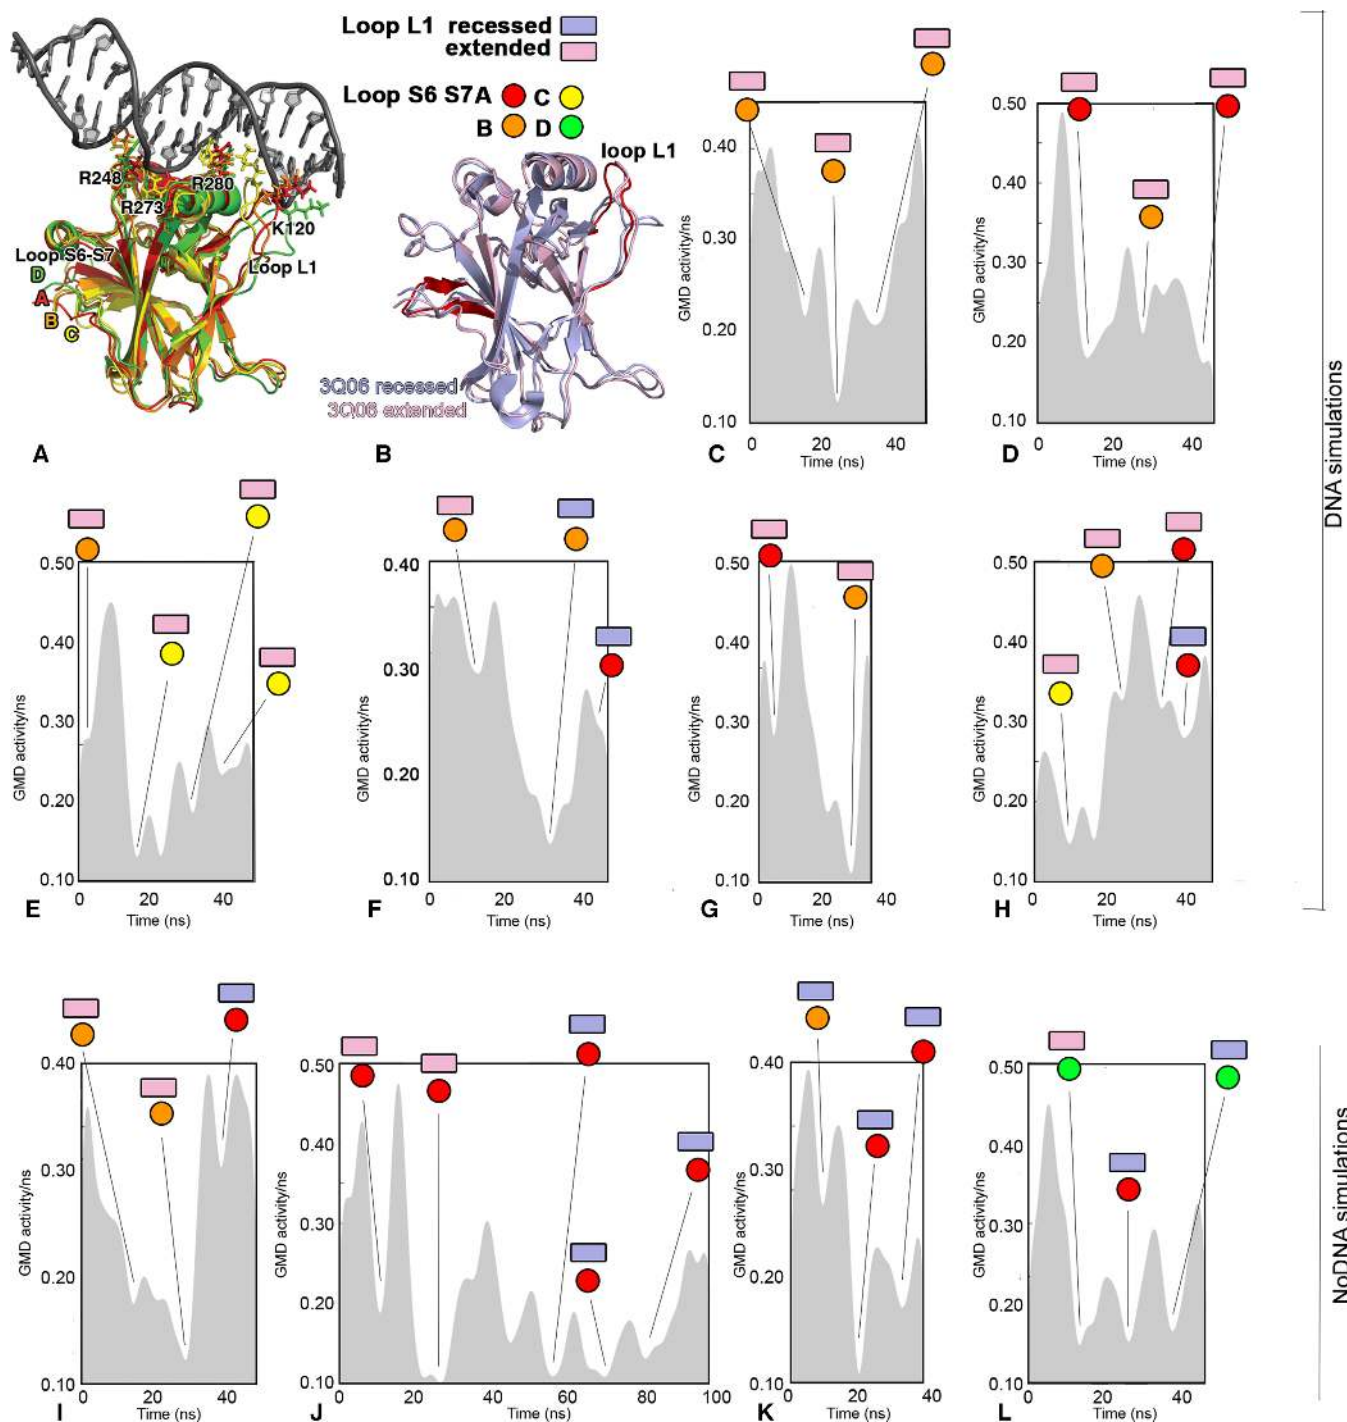 Loop L1 recessed
extended
Loop S6 S7A C
B D
R248
R280
R273
K120
Loop S6-S7
Loop L1
D
A
B
C
A
loop L1
3Q06 recessed
3Q06 extended
B
0.40
0.30
0.20
0.10
GMD activity/ns
0 20 40
Time (ns)
C
0.50
0.40
0.30
0.20
0.10
GMD activity/ns
0 20 40
Time (ns)
D
DNA simulations
0.50
0.40
0.30
0.20
0.10
GMD activity/ns
0 20 40
Time (ns)
E
0.40
0.30
0.20
0.10
GMD activity/ns
0 20 40
Time (ns)
F
0.50
0.40
0.30
0.20
0.10
GMD activity/ns
0 20 40
Time (ns)
G
0.50
0.40
0.30
0.20
0.10
GMD activity/ns
0 20 40
Time (ns)
H
0.40
0.30
0.20
0.10
GMD activity/ns
0 20 40
Time (ns)
I
0.50
0.40
0.30
0.20
0.10
GMD activity/ns
0 20 40 60 80 100
Time (ns)
J
0.40
0.30
0.20
0.10
GMD activity/ns
0 20 40
Time (ns)
K
0.50
0.40
0.30
0.20
0.10
GMD activity/ns
0 20 40
Time (ns)
L
NoDNA simulations